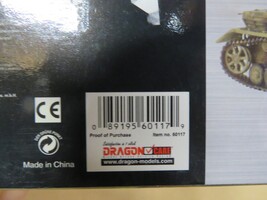 CE
0 89195 60117 9
Proof of Purchase
Item no. 60117
Made in China
DRAGON CART
www.dragon-models.com